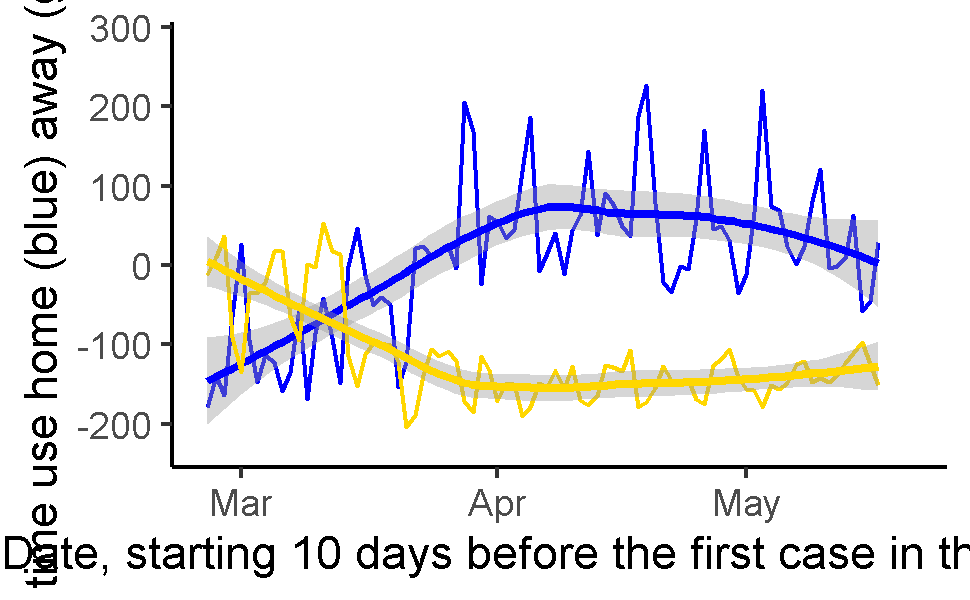 time use home (blue) away (
300
200
100
0
-100
-200
Mar Apr May
Date, starting 10 days before the first case in th